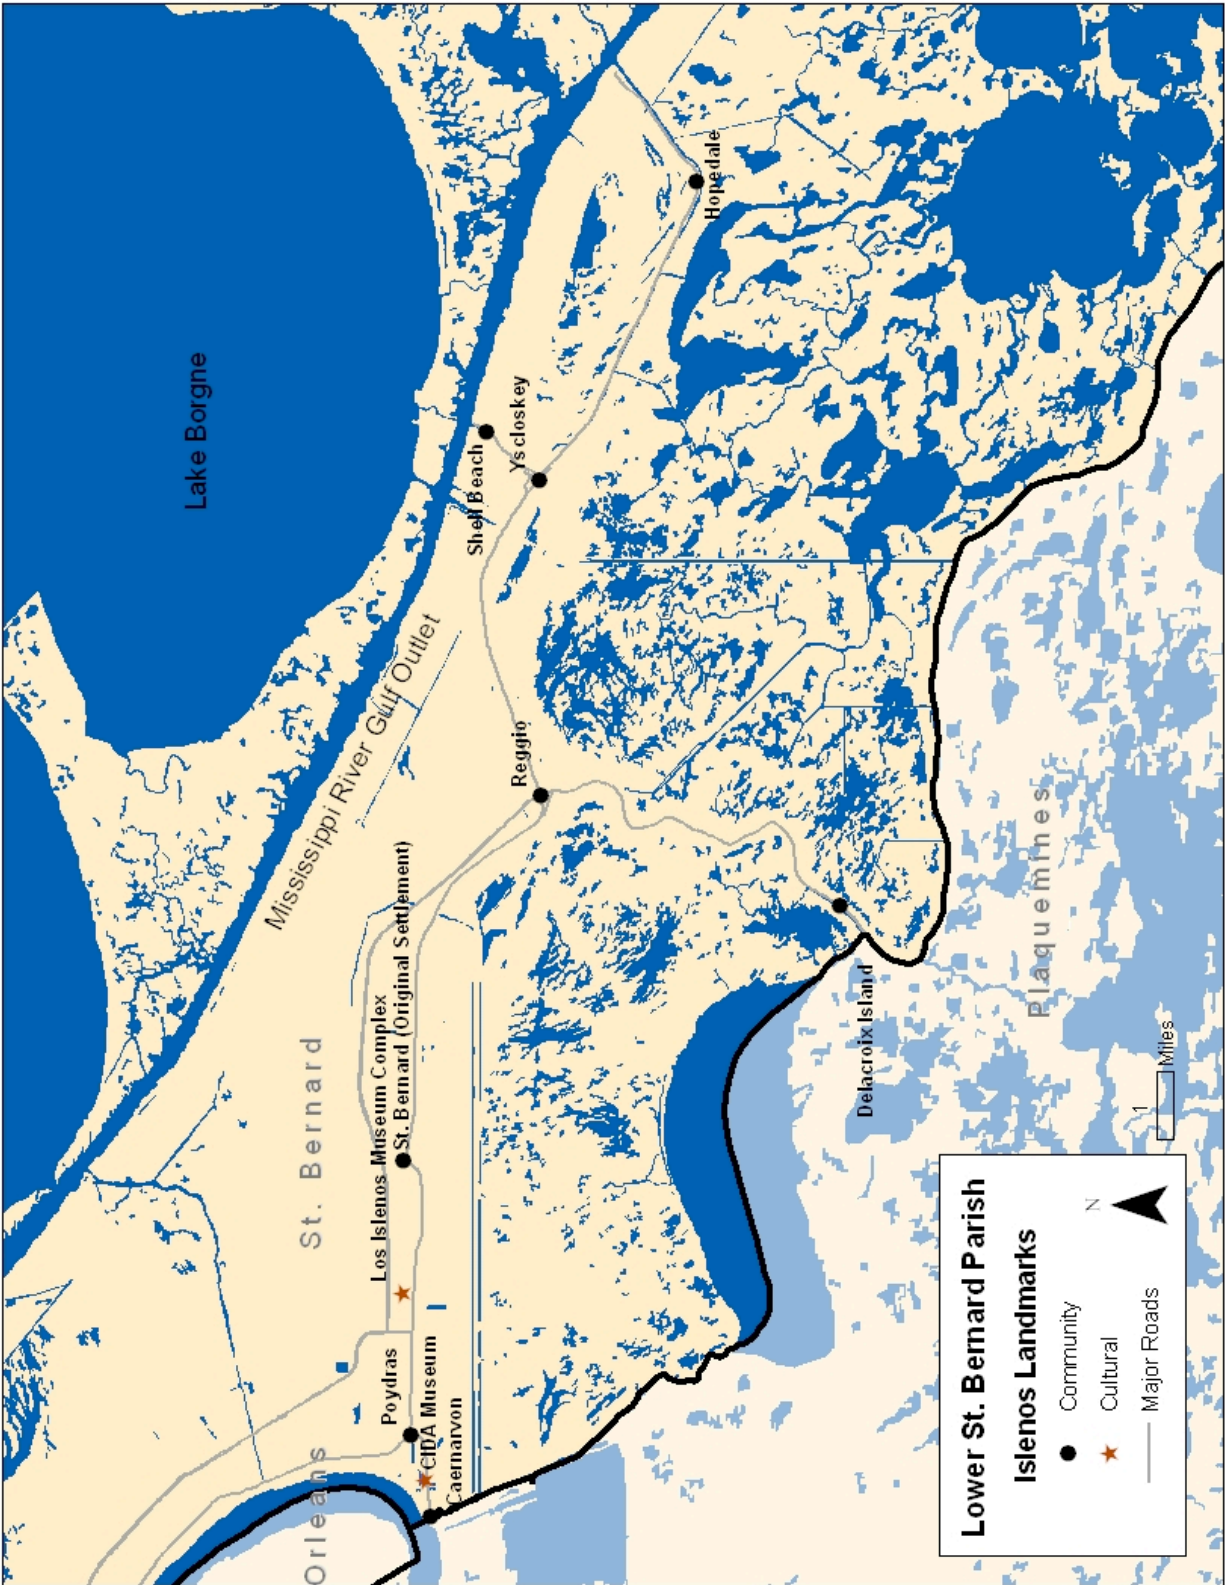 Lake Borgne
Mississippi River Gulf Outlet
St. Bernard
Orleans
Plaquemines
Shell Beach
Yscloskey
Hopedale
Reggio
Los Islenos Museum Complex
St. Bernard (Original Settlement)
Poydras
CIDA Museum
Caernarvon
Delacroix Island
Lower St. Bernard Parish
Islenos Landmarks
Community
Cultural
Major Roads
N
1
Miles